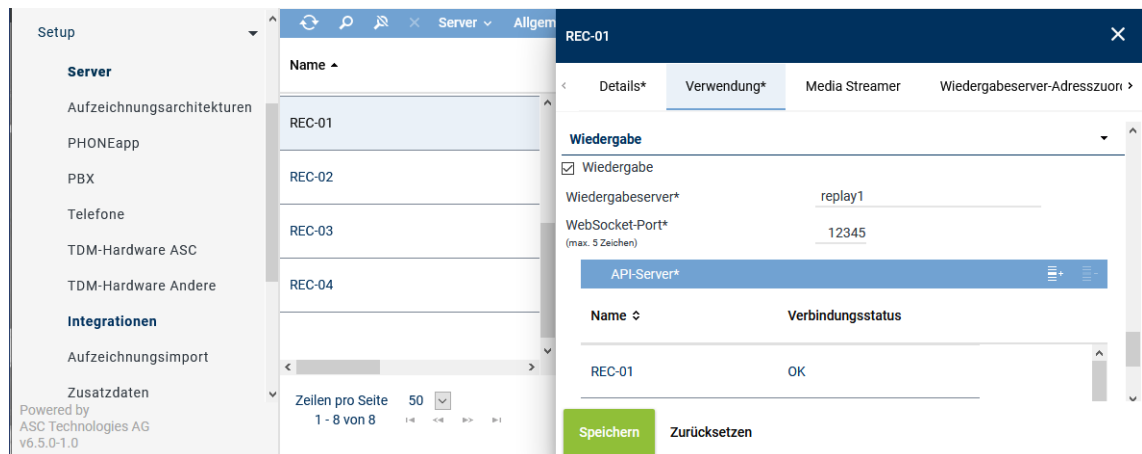 Setup
Server
Aufzeichnungsarchitekturen
PHONEapp
PBX
Telefone
TDM-Hardware ASC
TDM-Hardware Andere
Integrationen
Aufzeichnungsimport
Zusatzdaten
Powered by
ASC Technologies AG
v6.5.0-1.0
Server Allgem
Name
REC-01
REC-02
REC-03
REC-04
Zeilen pro Seite 50
1 - 8 von 8
REC-01
Details* Verwendung* Media Streamer Wiedergabeserver-Adresszuor
Wiedergabe
Wiedergabe
Wiedergabeserver* replay1
WebSocket-Port* 12345
(max. 5 Zeichen)
API-Server*
Name Verbindungsstatus
REC-01 OK
Speichern Zurücksetzen